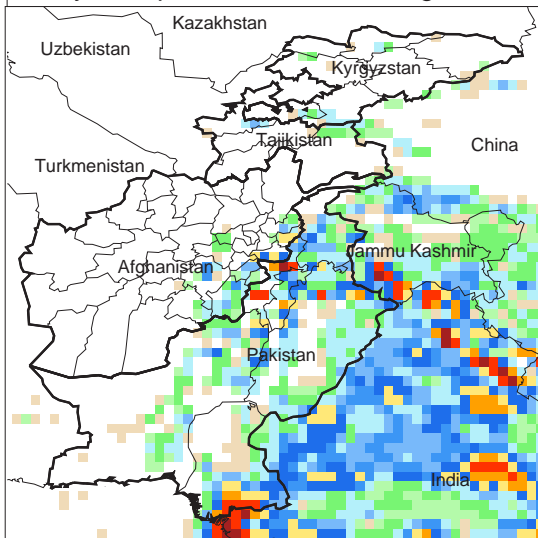 Kazakhstan
Uzbekistan
Kyrgyzstan
Tajikistan
China
Turkmenistan
Jammu Kashmir
Afghanistan
Pakistan
India